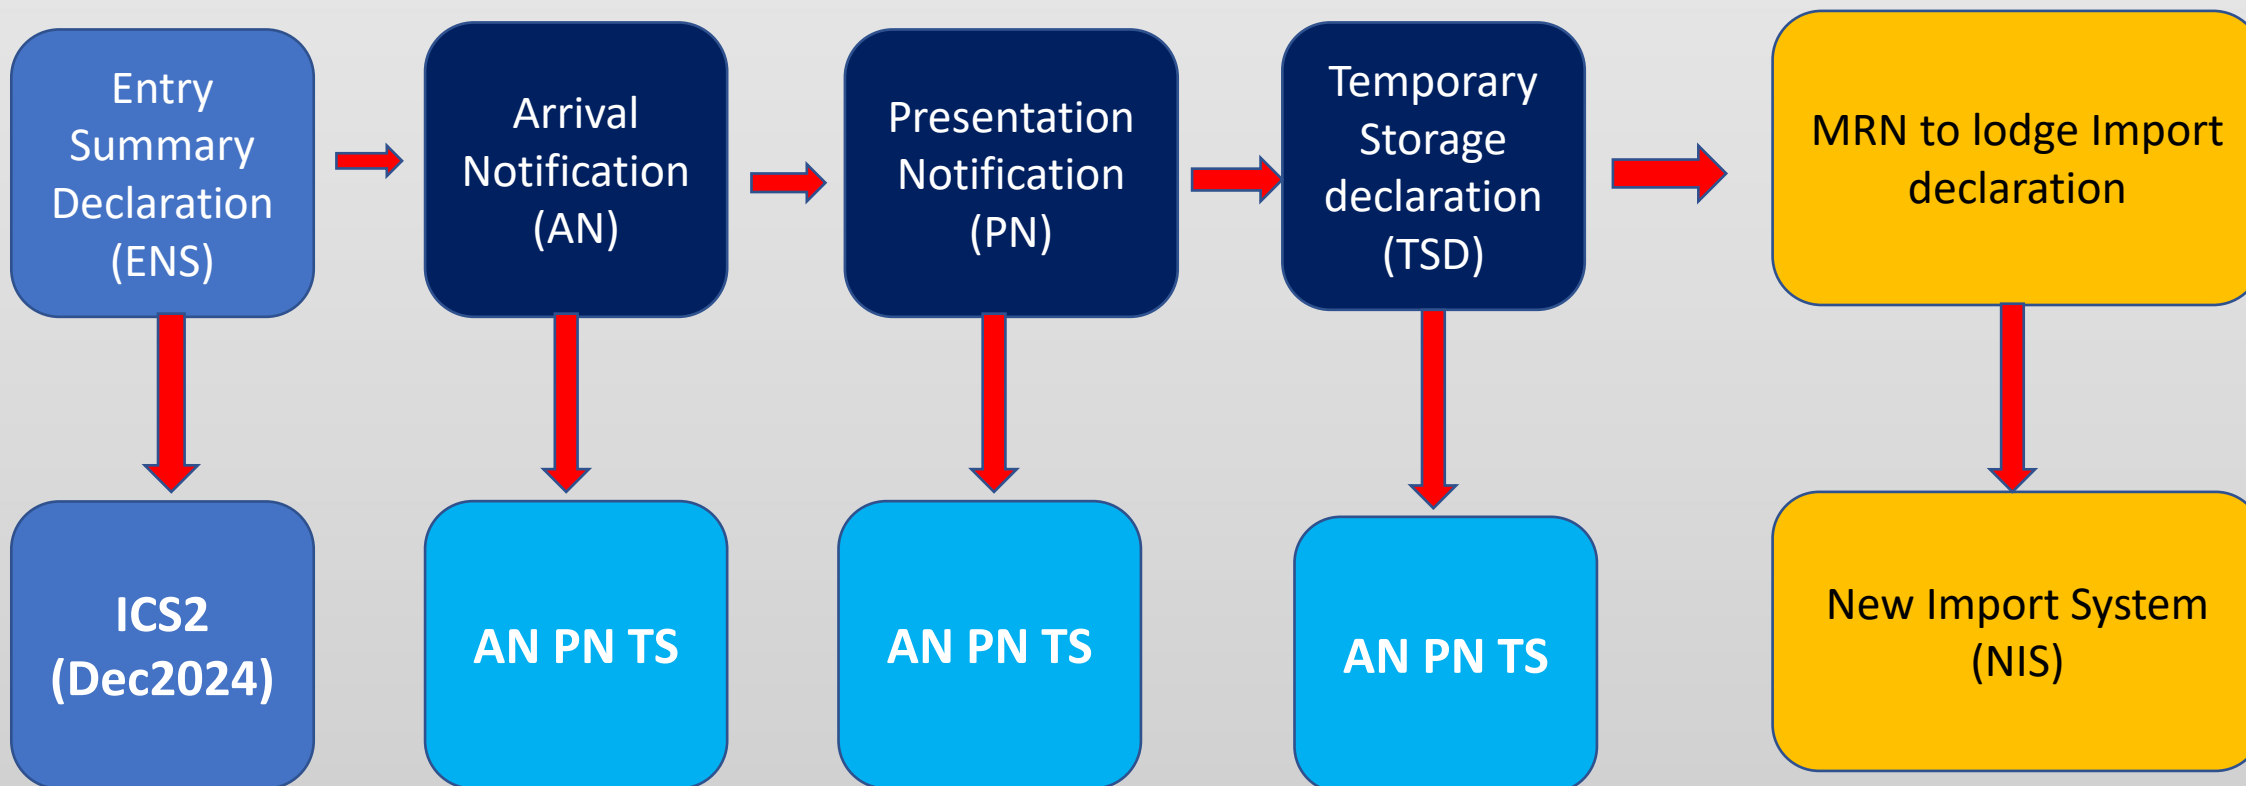 Entry
Summary
Declaration
(ENS)
Arrival
Notification
(AN)
Presentation
Notification
(PN)
Temporary
Storage
declaration
(TSD)
MRN to lodge Import
declaration
ICS2
(Dec2024)
AN PN TS
AN PN TS
AN PN TS
New Import System
(NIS)